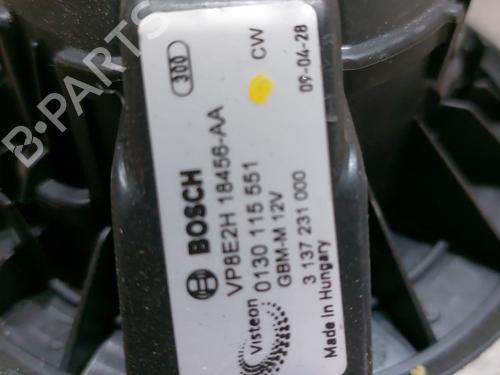 BOSCH
300
VP8E2H 18456-AA
0130 115 551
CW
GBM-M 12V
3 137 231 000
09-04-28
Visteon
Made in Hungary
B-PARTS